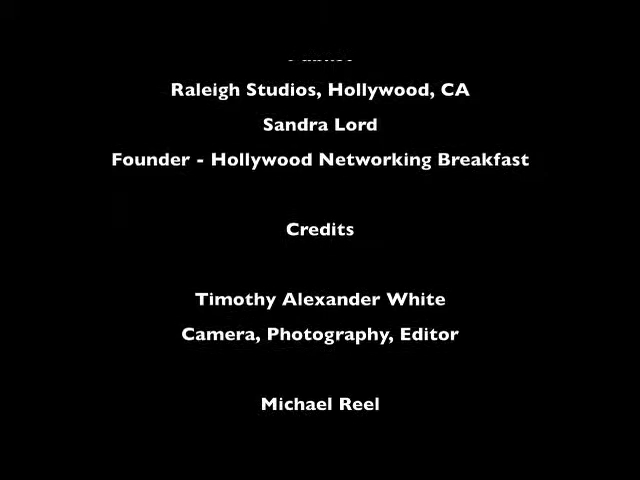 Raleigh Studios, Hollywood, CA
Sandra Lord
Founder - Hollywood Networking Breakfast
Credits
Timothy Alexander White
Camera, Photography, Editor
Michael Reel